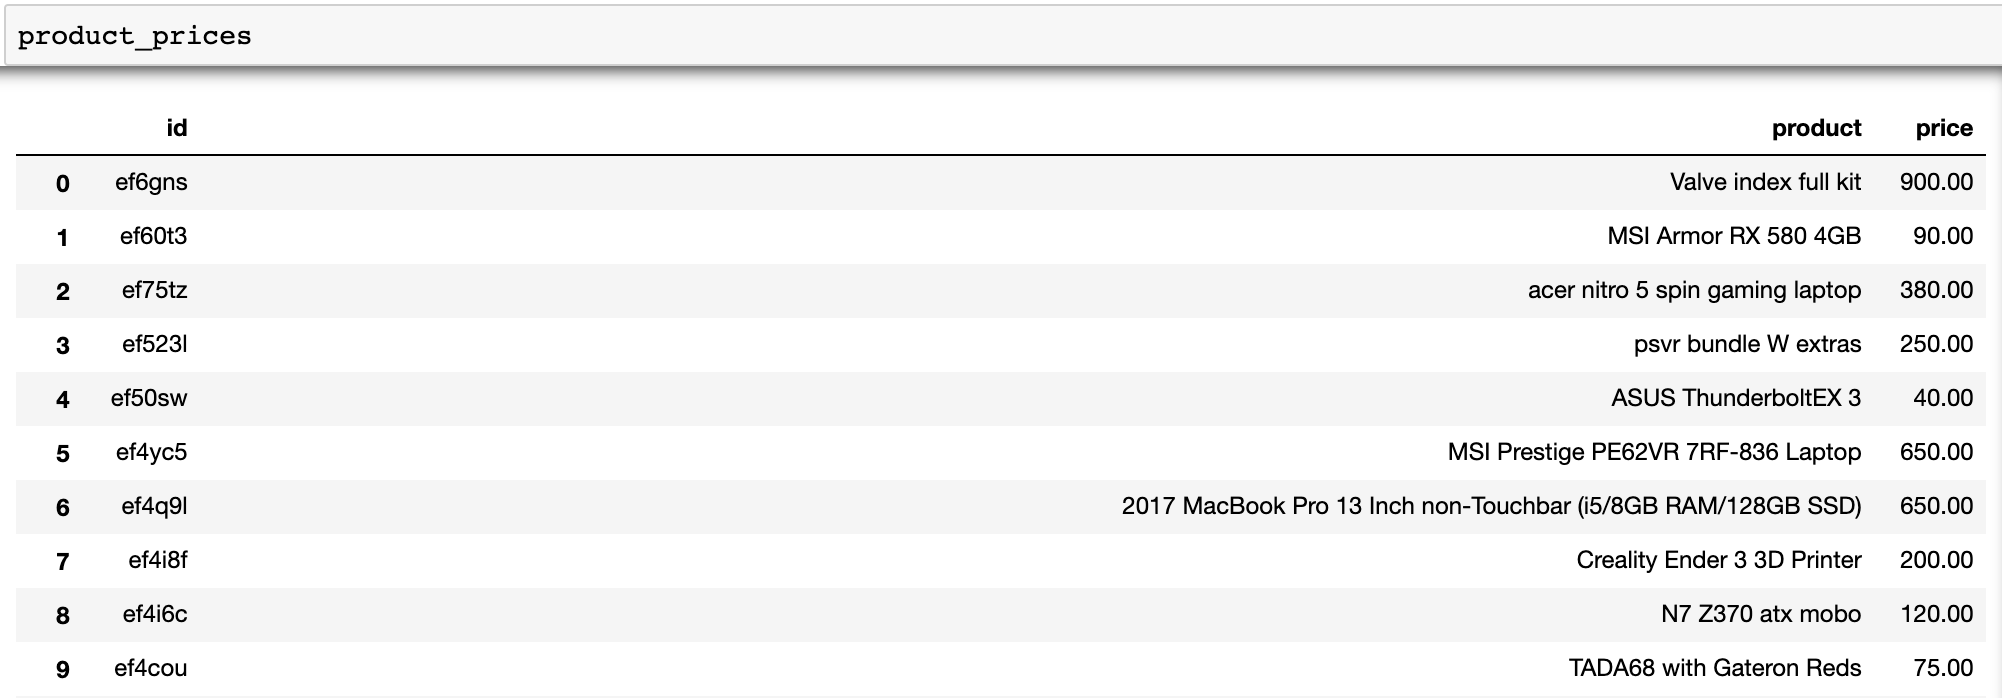 product_prices
id product price
0 ef6gns Valve index full kit 900.00
1 ef60t3 MSI Armor RX 580 4GB 90.00
2 ef75tz acer nitro 5 spin gaming laptop 380.00
3 ef523l psvr bundle W extras 250.00
4 ef50sw ASUS ThunderboltEX 3 40.00
5 ef4yc5 MSI Prestige PE62VR 7RF-836 Laptop 650.00
6 ef4q9l 2017 MacBook Pro 13 Inch non-Touchbar (i5/8GB RAM/128GB SSD) 650.00
7 ef4i8f Creality Ender 3 3D Printer 200.00
8 ef4i6c N7 Z370 atx mobo 120.00
9 ef4cou TADA68 with Gateron Reds 75.00